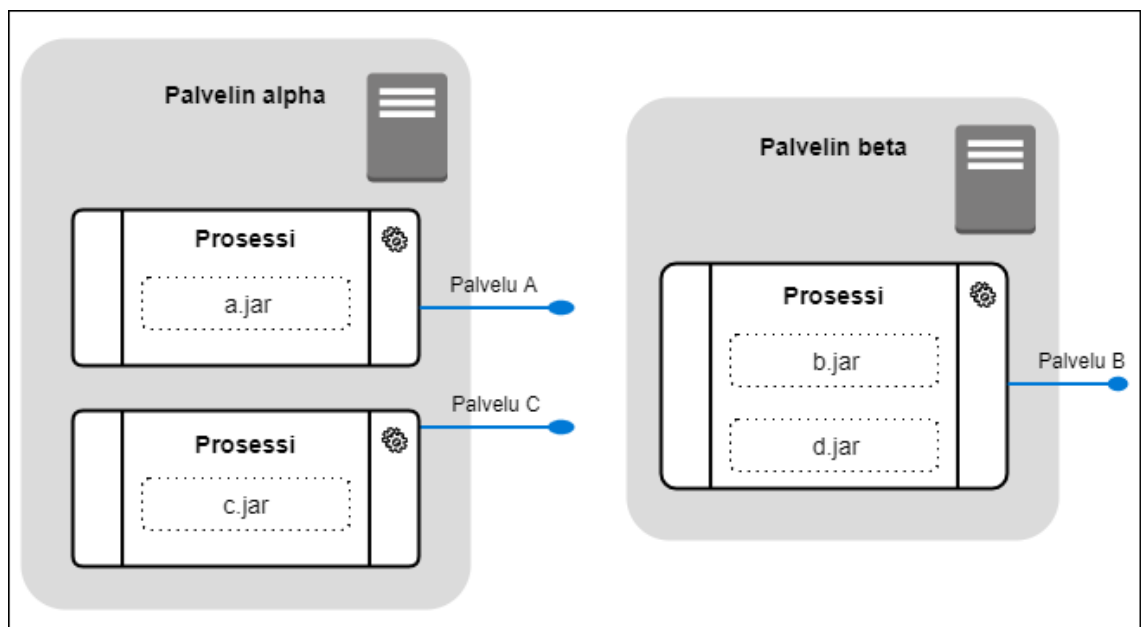 Palvelin alpha
Prosessi
a.jar
Palvelu A
Palvelu C
Prosessi
c.jar
Palvelin beta
Prosessi
b.jar
d.jar
Palvelu B